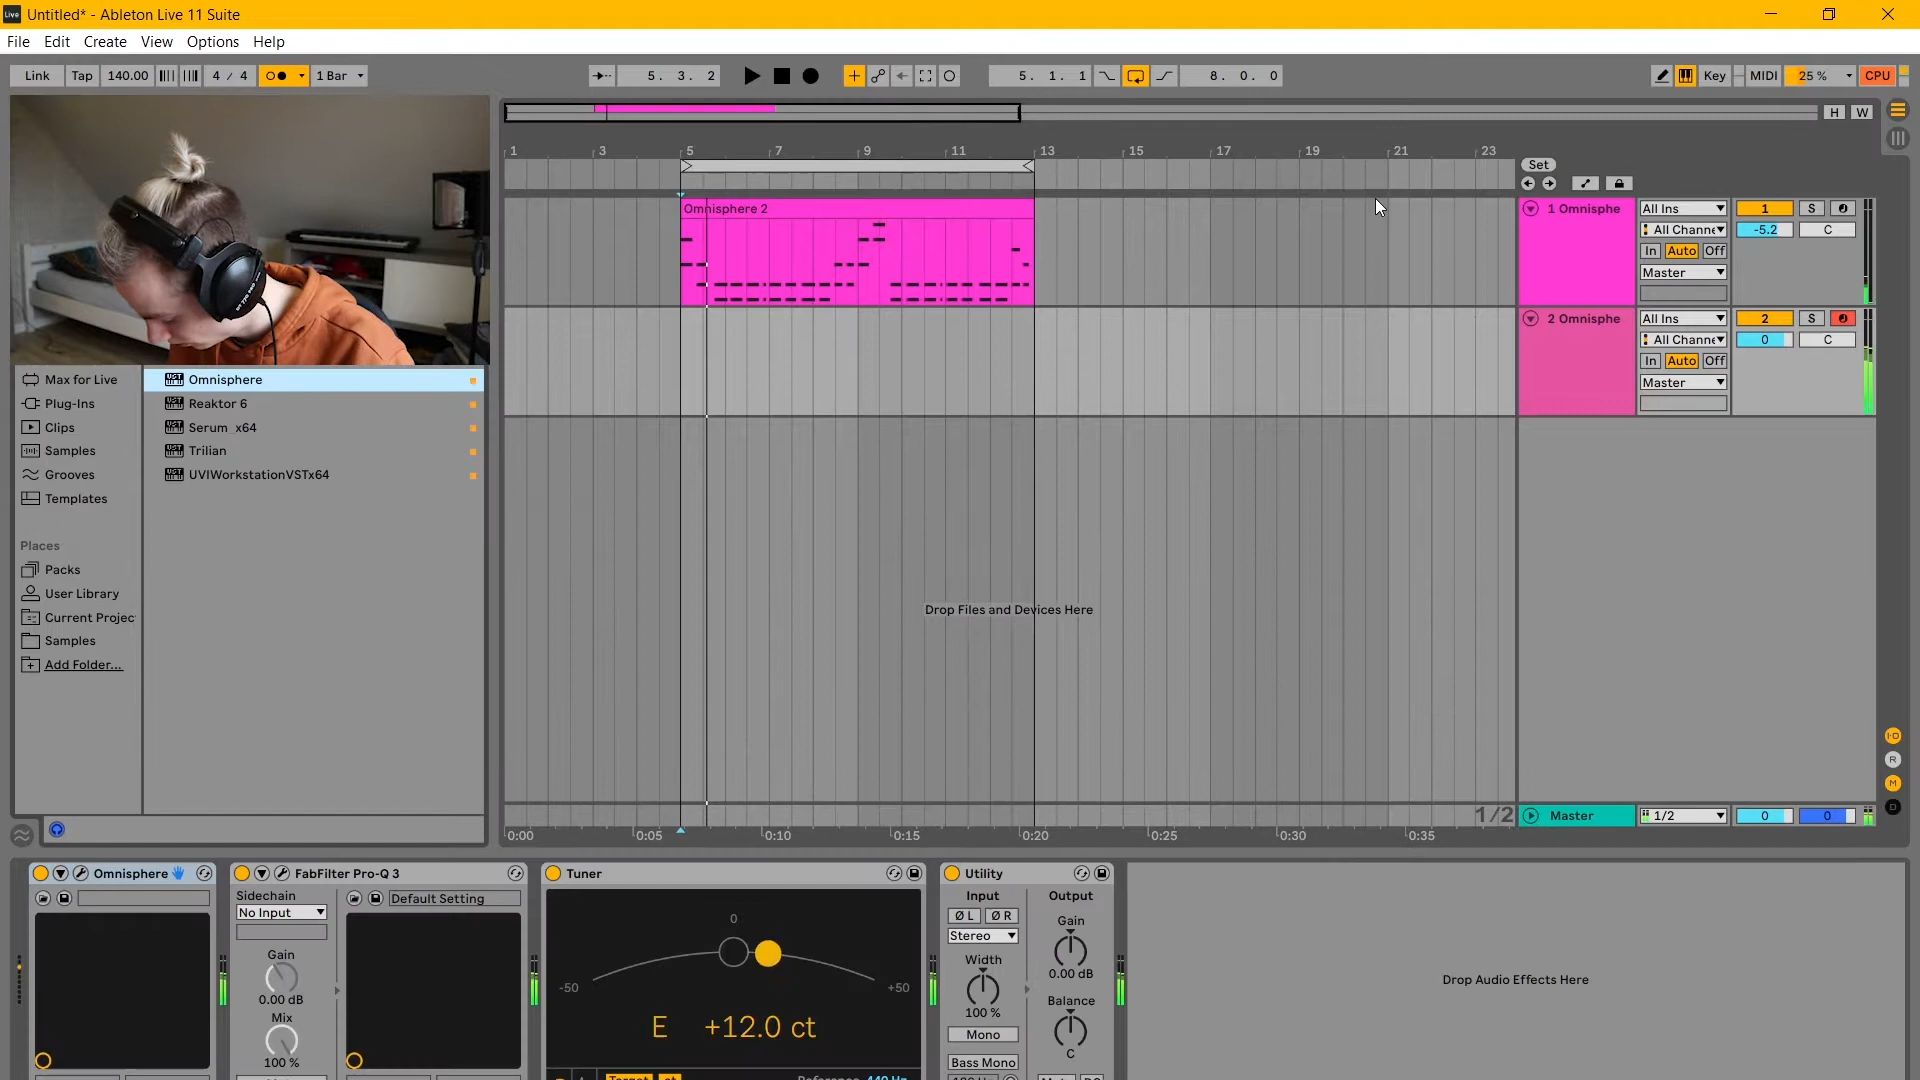 Live Untitled* - Ableton Live 11 Suite
File Edit Create View Options Help
Link Tap 140.00 4 / 4 1 Bar 5. 3. 2 5. 1. 1 8. 0. 0 Key MIDI 25 % CPU
H W
1 3 5 7 9 11 13 15 17 19 21 23
Set
Omnisphere 2
1 Omnisphe All Ins 1 S
All Channe -5.2 C
In Auto Off
Master
2 Omnisphe All Ins 2 S
All Channe 0 C
In Auto Off
Master
Max for Live
Plug-Ins
Clips
Samples
Grooves
Templates
Places
Packs
User Library
Current Projec
Samples
Add Folder...
Omnisphere
Reaktor 6
Serum_x64
Trilian
UVIWorkstationVSTx64
Drop Files and Devices Here
R
M
D
1/2 Master 1/2 0 0
0:00 0:05 0:10 0:15 0:20 0:25 0:30 0:35
Omnisphere
FabFilter Pro-Q 3
Sidechain
No Input
Default Setting
Gain
0.00 dB
Mix
100 %
Tuner
0
-50 +50
E +12.0 ct
Target ct Reference 440 Hz
Utility
Input Output
Ø L Ø R Gain
Stereo
Width 0.00 dB
Balance
100 %
Mono
C
Bass Mono
Drop Audio Effects Here